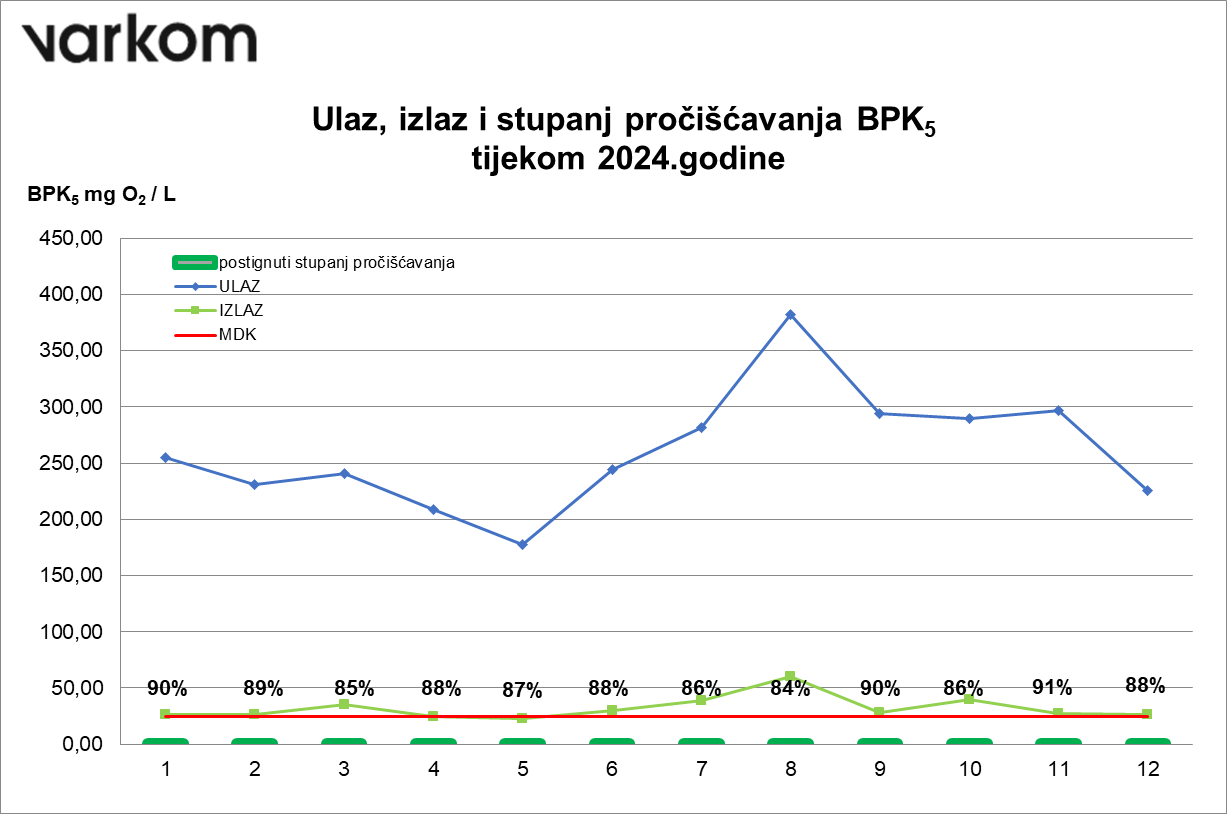 varkom
Ulaz, izlaz i stupanj pročišćavanja BPK₅
tijekom 2024.godine
BPK₅ mg O₂ / L
450,00
400,00
350,00
300,00
250,00
200,00
150,00
100,00
50,00
0,00
postignuti stupanj pročišćavanja
ULAZ
IZLAZ
MDK
90% 89% 85% 88% 87% 88% 86% 84% 90% 86% 91% 88%
1 2 3 4 5 6 7 8 9 10 11 12